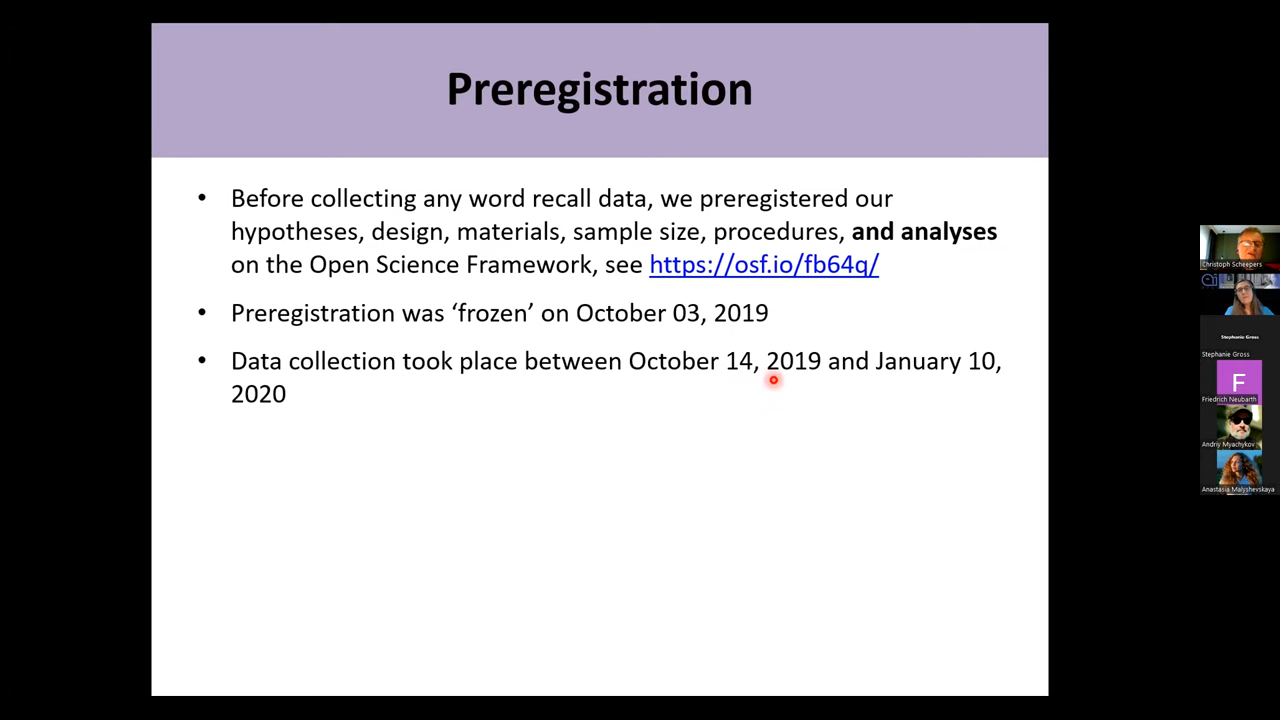 Preregistration
• Before collecting any word recall data, we preregistered our
hypotheses, design, materials, sample size, procedures, and analyses
on the Open Science Framework, see https://osf.io/fb64q/
• Preregistration was ‘frozen’ on October 03, 2019
• Data collection took place between October 14, 2019 and January 10,
2020
Christoph Scheepers
Stephanie Gross
Stephanie Gross
F
Friedrich Neubarth
Andriy Myachykov
Anastasia Malyshevskaya